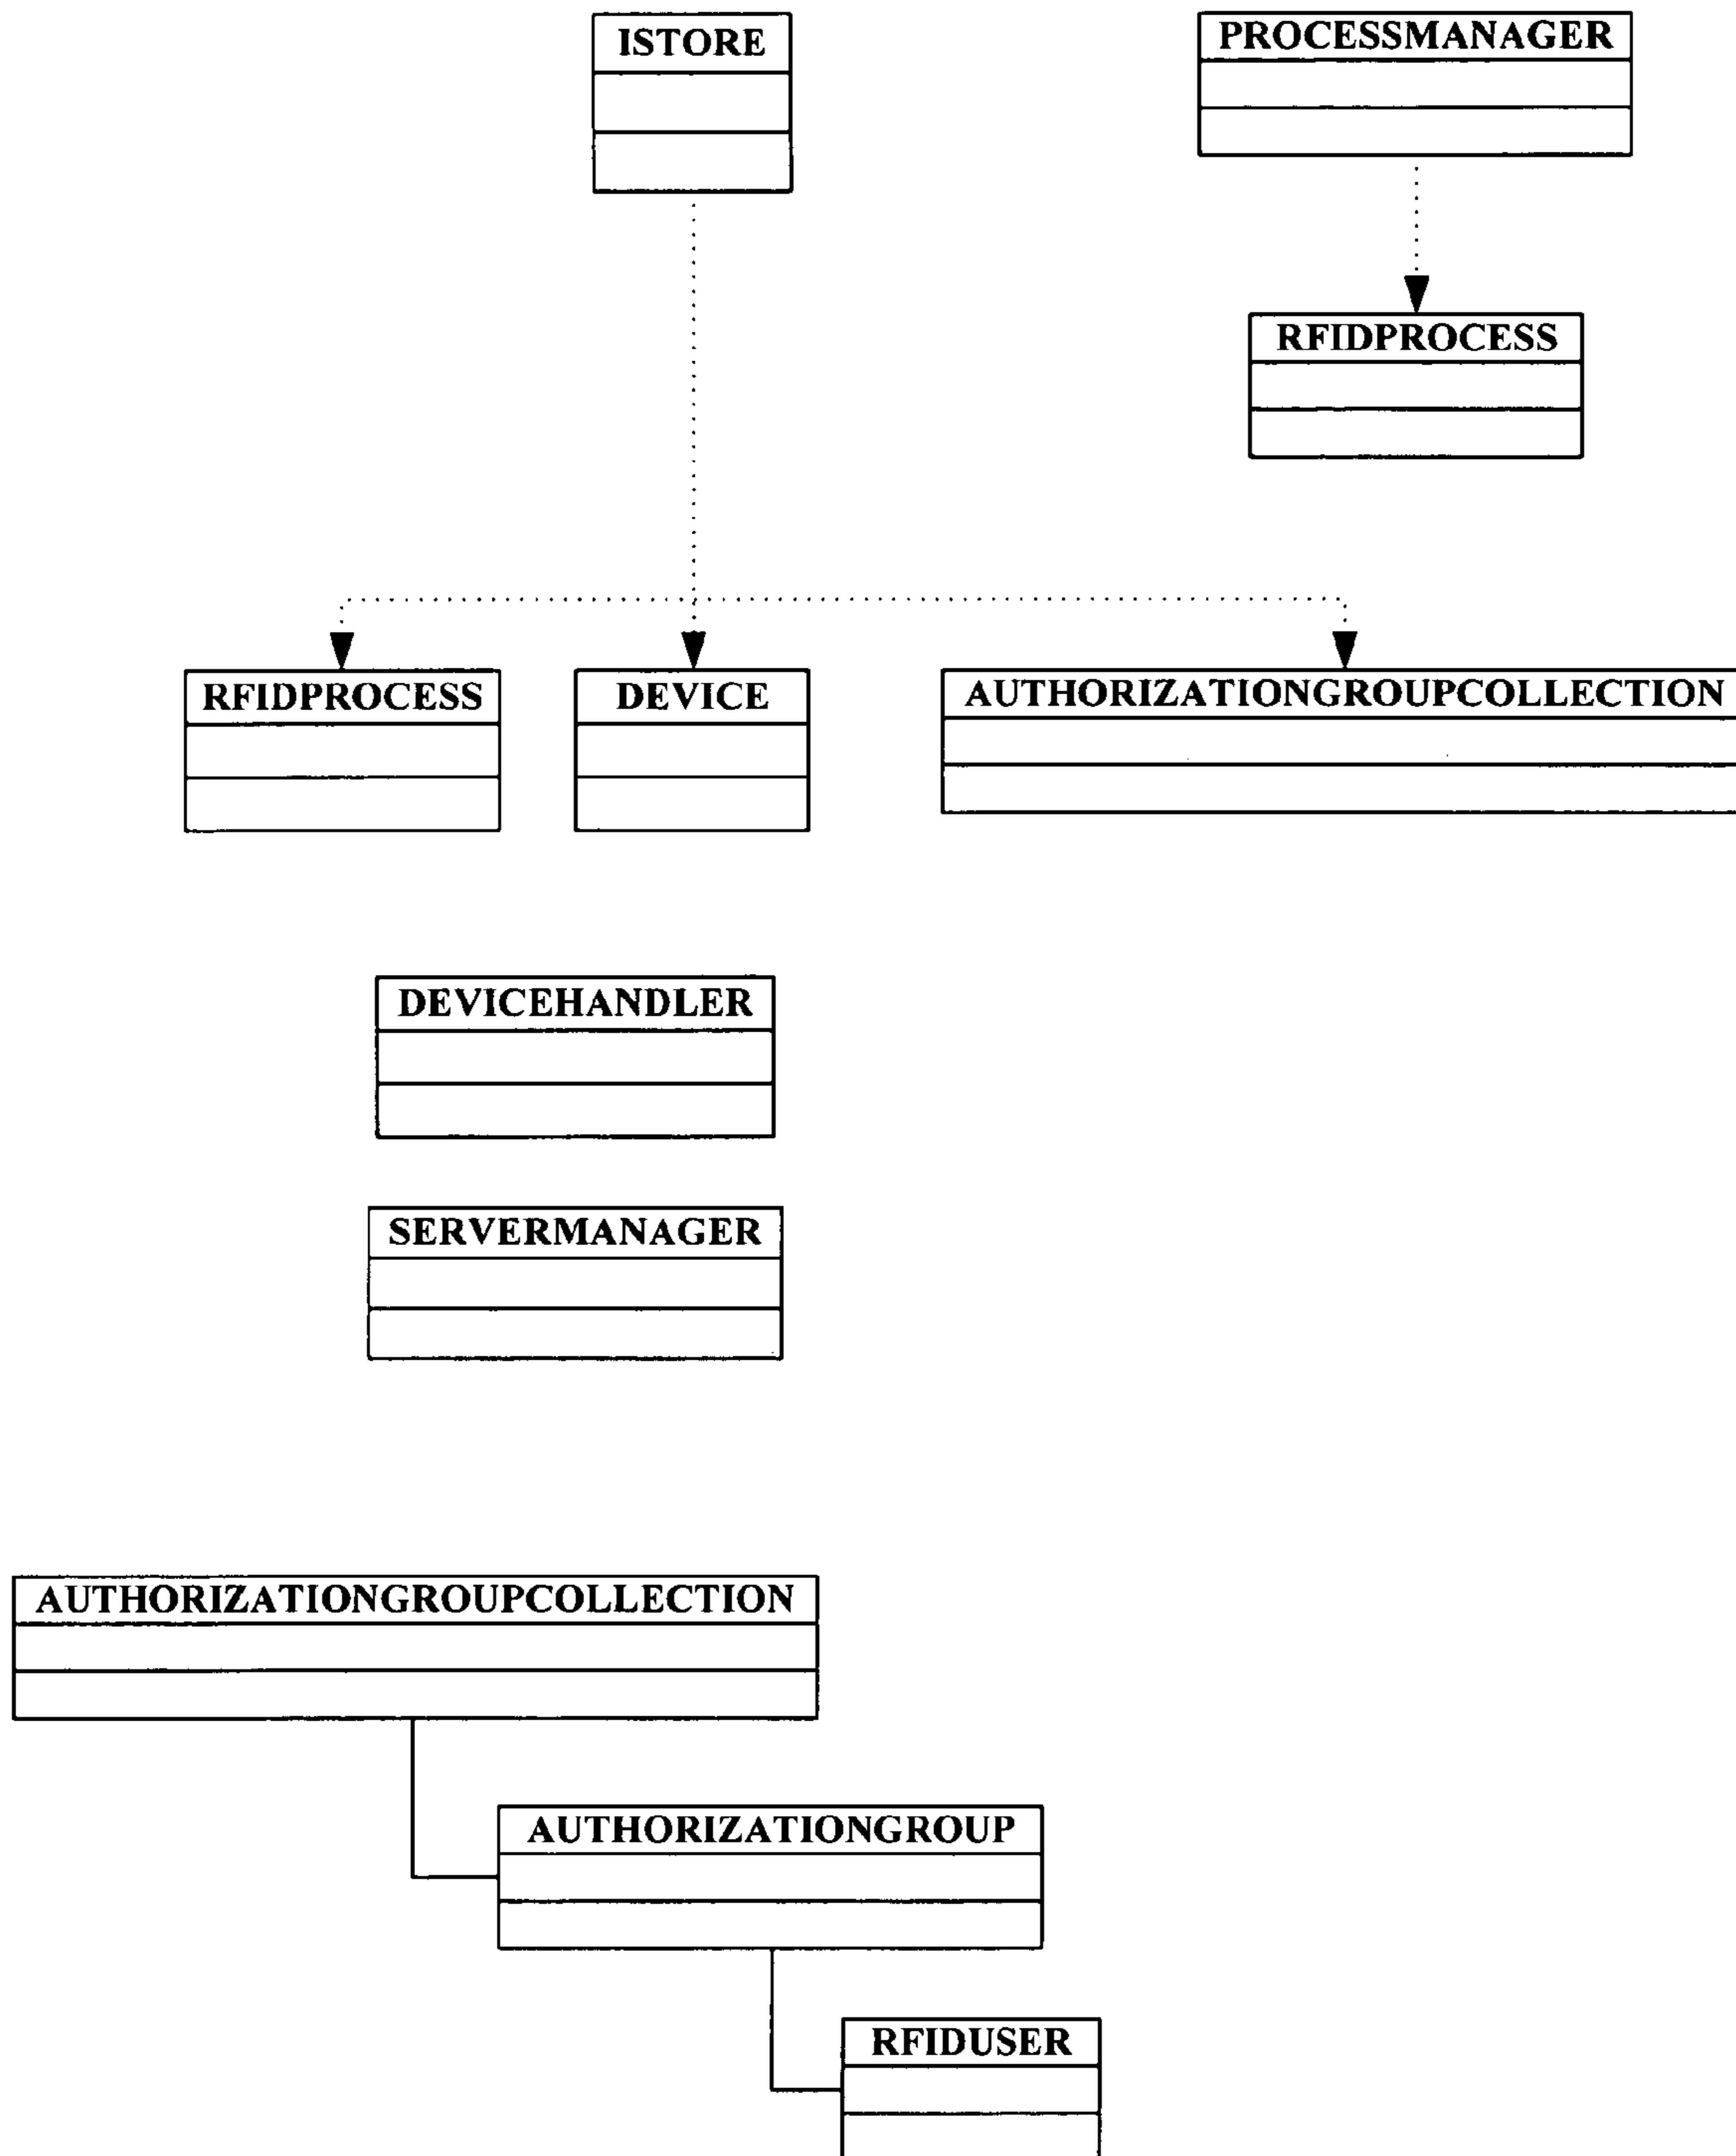 ISTORE
PROCESSMANAGER
RFIDPROCESS
RFIDPROCESS
DEVICE
AUTHORIZATIONGROUPCOLLECTION
DEVICEHANDLER
SERVERMANAGER
AUTHORIZATIONGROUPCOLLECTION
AUTHORIZATIONGROUP
RFIDUSER